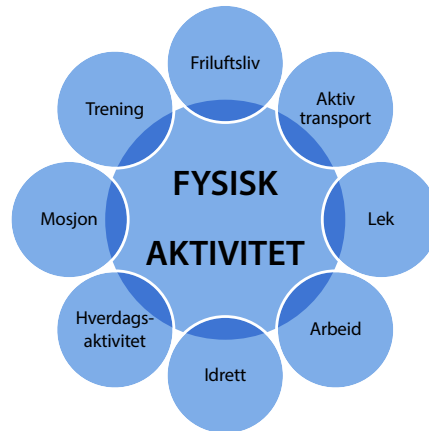 Friluftsliv
Aktiv
transport
Lek
Arbeid
Idrett
Hverdags-
aktivitet
Mosjon
Trening
FYSISK
AKTIVITET